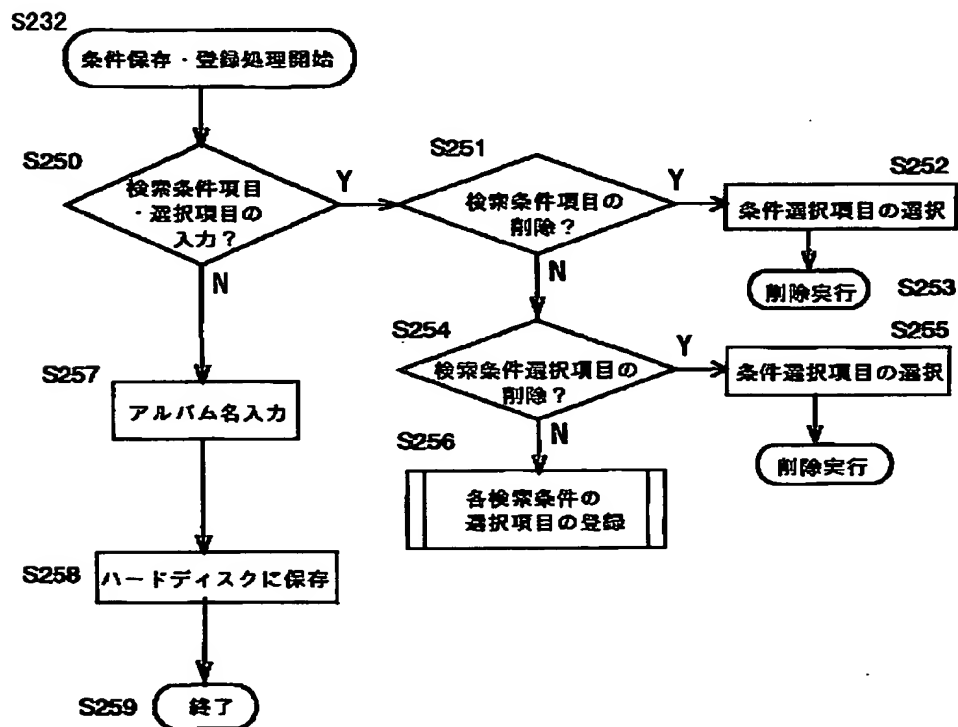 S232
条件保存・登録処理開始
S250
検索条件項目
・選択項目の
入力？
Y
N
S251
検索条件項目の
削除？
Y
N
S252
条件選択項目の選択
削除実行
S253
S254
検索条件選択項目の
削除？
Y
N
S255
条件選択項目の選択
削除実行
S256
各検索条件の
選択項目の登録
S257
アルバム名入力
S258
ハードディスクに保存
S259
終了